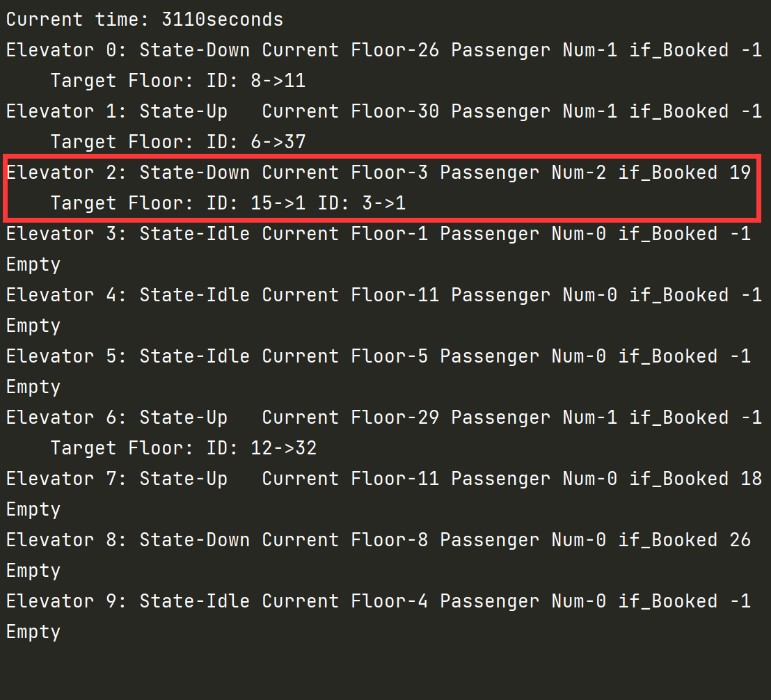 Current time: 3110seconds
Elevator 0: State-Down Current Floor-26 Passenger Num-1 if_Booked -1
Target Floor: ID: 8->11
Elevator 1: State-Up Current Floor-30 Passenger Num-1 if_Booked -1
Target Floor: ID: 6->37
Elevator 2: State-Down Current Floor-3 Passenger Num-2 if_Booked 19
Target Floor: ID: 15->1 ID: 3->1
Elevator 3: State-Idle Current Floor-1 Passenger Num-0 if_Booked -1
Empty
Elevator 4: State-Idle Current Floor-11 Passenger Num-0 if_Booked -1
Empty
Elevator 5: State-Idle Current Floor-5 Passenger Num-0 if_Booked -1
Empty
Elevator 6: State-Up Current Floor-29 Passenger Num-1 if_Booked -1
Target Floor: ID: 12->32
Elevator 7: State-Up Current Floor-11 Passenger Num-0 if_Booked 18
Empty
Elevator 8: State-Down Current Floor-8 Passenger Num-0 if_Booked 26
Empty
Elevator 9: State-Idle Current Floor-4 Passenger Num-0 if_Booked -1
Empty